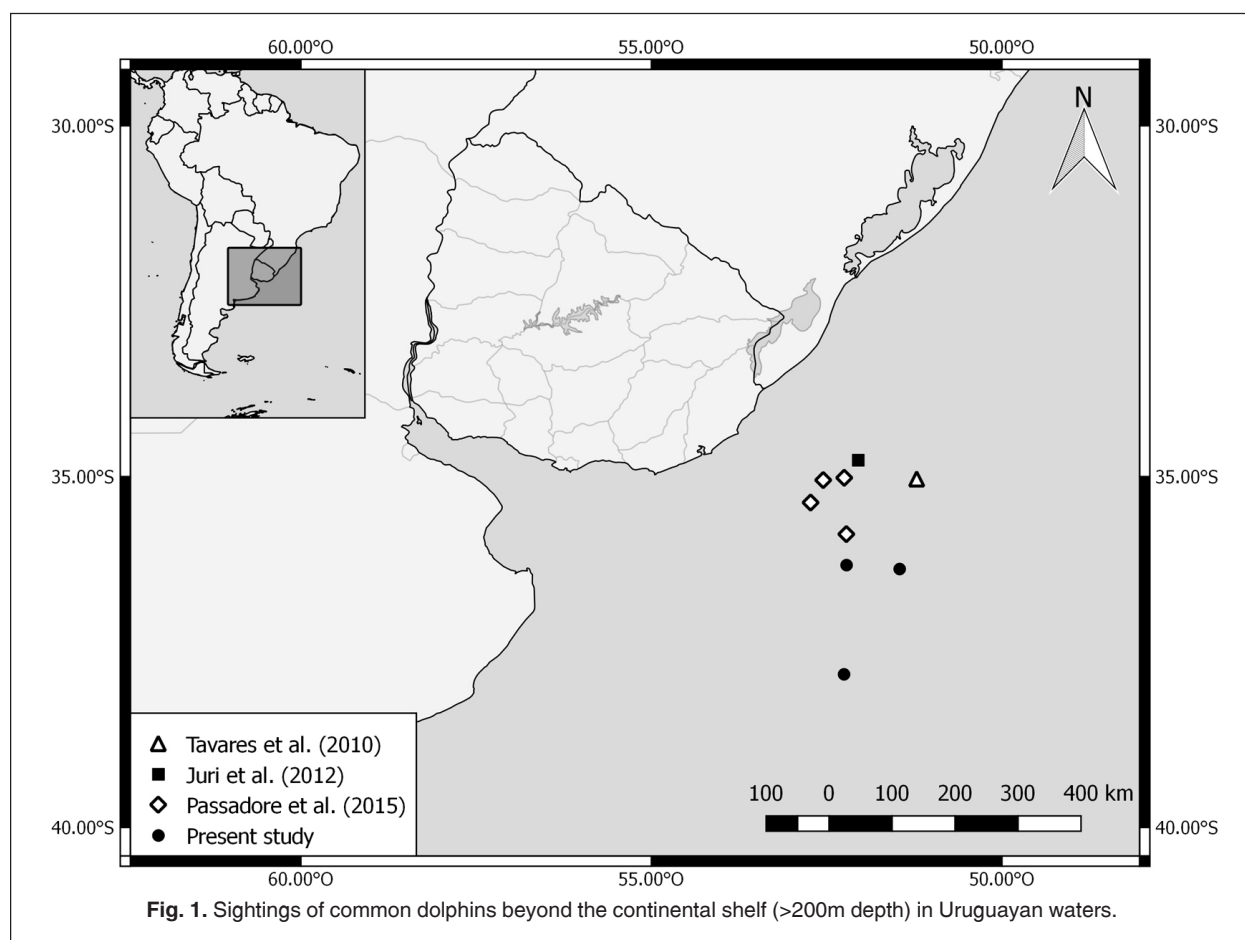 60.00°O 55.00°O 50.00°O
N
30.00°S 30.00°S
35.00°S 35.00°S
Tavares et al. (2010)
Juri et al. (2012)
Passadore et al. (2015)
Present study
100 0 100 200 300 400 km
40.00°S 40.00°S
60.00°O 55.00°O 50.00°O
Fig. 1. Sightings of common dolphins beyond the continental shelf (>200m depth) in Uruguayan waters.